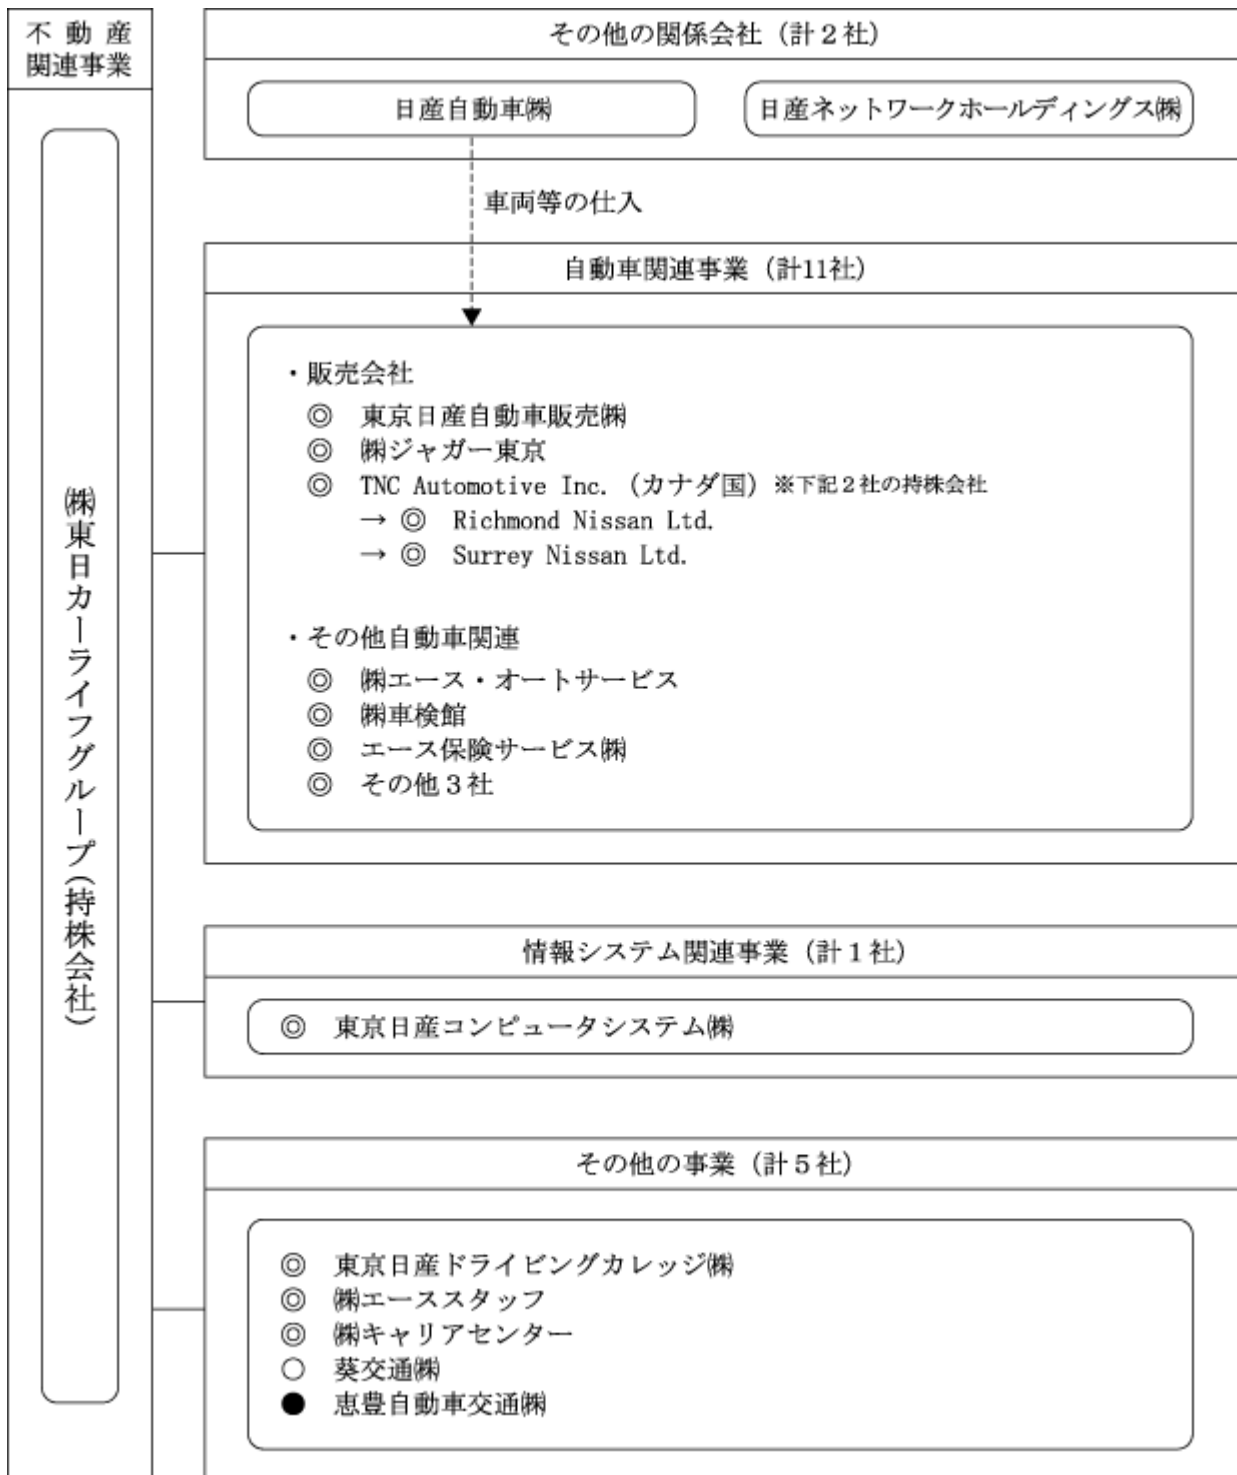 不動産
関連事業
㈱東日カーライフグループ(持株会社)
その他の関係会社（計２社）
日産自動車㈱
日産ネットワークホールディングス㈱
車両等の仕入
自動車関連事業（計11社）
・販売会社
◎ 東京日産自動車販売㈱
◎ ㈱ジャガー東京
◎ TNC Automotive Inc.（カナダ国）※下記２社の持株会社
→ ◎ Richmond Nissan Ltd.
→ ◎ Surrey Nissan Ltd.
・その他自動車関連
◎ ㈱エース・オートサービス
◎ ㈱車検館
◎ エース保険サービス㈱
◎ その他３社
情報システム関連事業（計１社）
◎ 東京日産コンピュータシステム㈱
その他の事業（計５社）
◎ 東京日産ドライビングカレッジ㈱
◎ ㈱エーススタッフ
◎ ㈱キャリアセンター
○ 葵交通㈱
● 恵豊自動車交通㈱